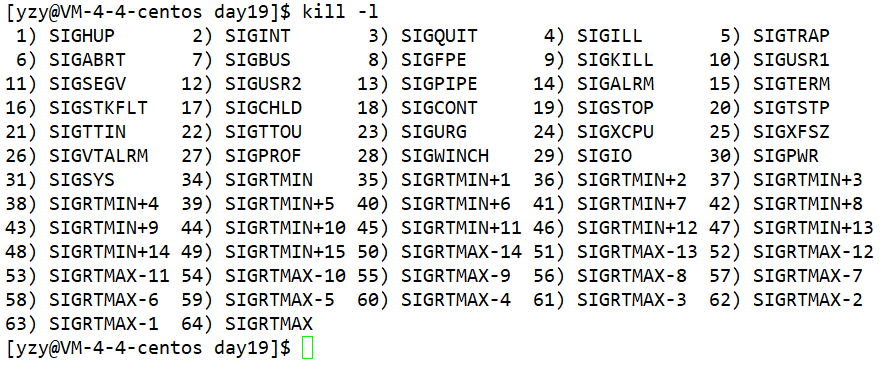 [yzy@VM-4-4-centos day19]$ kill -l
 1) SIGHUP       2) SIGINT       3) SIGQUIT      4) SIGILL       5) SIGTRAP
 6) SIGABRT      7) SIGBUS       8) SIGFPE       9) SIGKILL     10) SIGUSR1
11) SIGSEGV     12) SIGUSR2     13) SIGPIPE     14) SIGALRM     15) SIGTERM
16) SIGSTKFLT   17) SIGCHLD     18) SIGCONT     19) SIGSTOP     20) SIGTSTP
21) SIGTTIN     22) SIGTTOU     23) SIGURG      24) SIGXCPU     25) SIGXFSZ
26) SIGVTALRM   27) SIGPROF     28) SIGWINCH    29) SIGIO       30) SIGPWR
31) SIGSYS      34) SIGRTMIN    35) SIGRTMIN+1  36) SIGRTMIN+2  37) SIGRTMIN+3
38) SIGRTMIN+4  39) SIGRTMIN+5  40) SIGRTMIN+6  41) SIGRTMIN+7  42) SIGRTMIN+8
43) SIGRTMIN+9  44) SIGRTMIN+10 45) SIGRTMIN+11 46) SIGRTMIN+12 47) SIGRTMIN+13
48) SIGRTMIN+14 49) SIGRTMIN+15 50) SIGRTMAX-14 51) SIGRTMAX-13 52) SIGRTMAX-12
53) SIGRTMAX-11 54) SIGRTMAX-10 55) SIGRTMAX-9  56) SIGRTMAX-8  57) SIGRTMAX-7
58) SIGRTMAX-6  59) SIGRTMAX-5  60) SIGRTMAX-4  61) SIGRTMAX-3  62) SIGRTMAX-2
63) SIGRTMAX-1  64) SIGRTMAX
[yzy@VM-4-4-centos day19]$